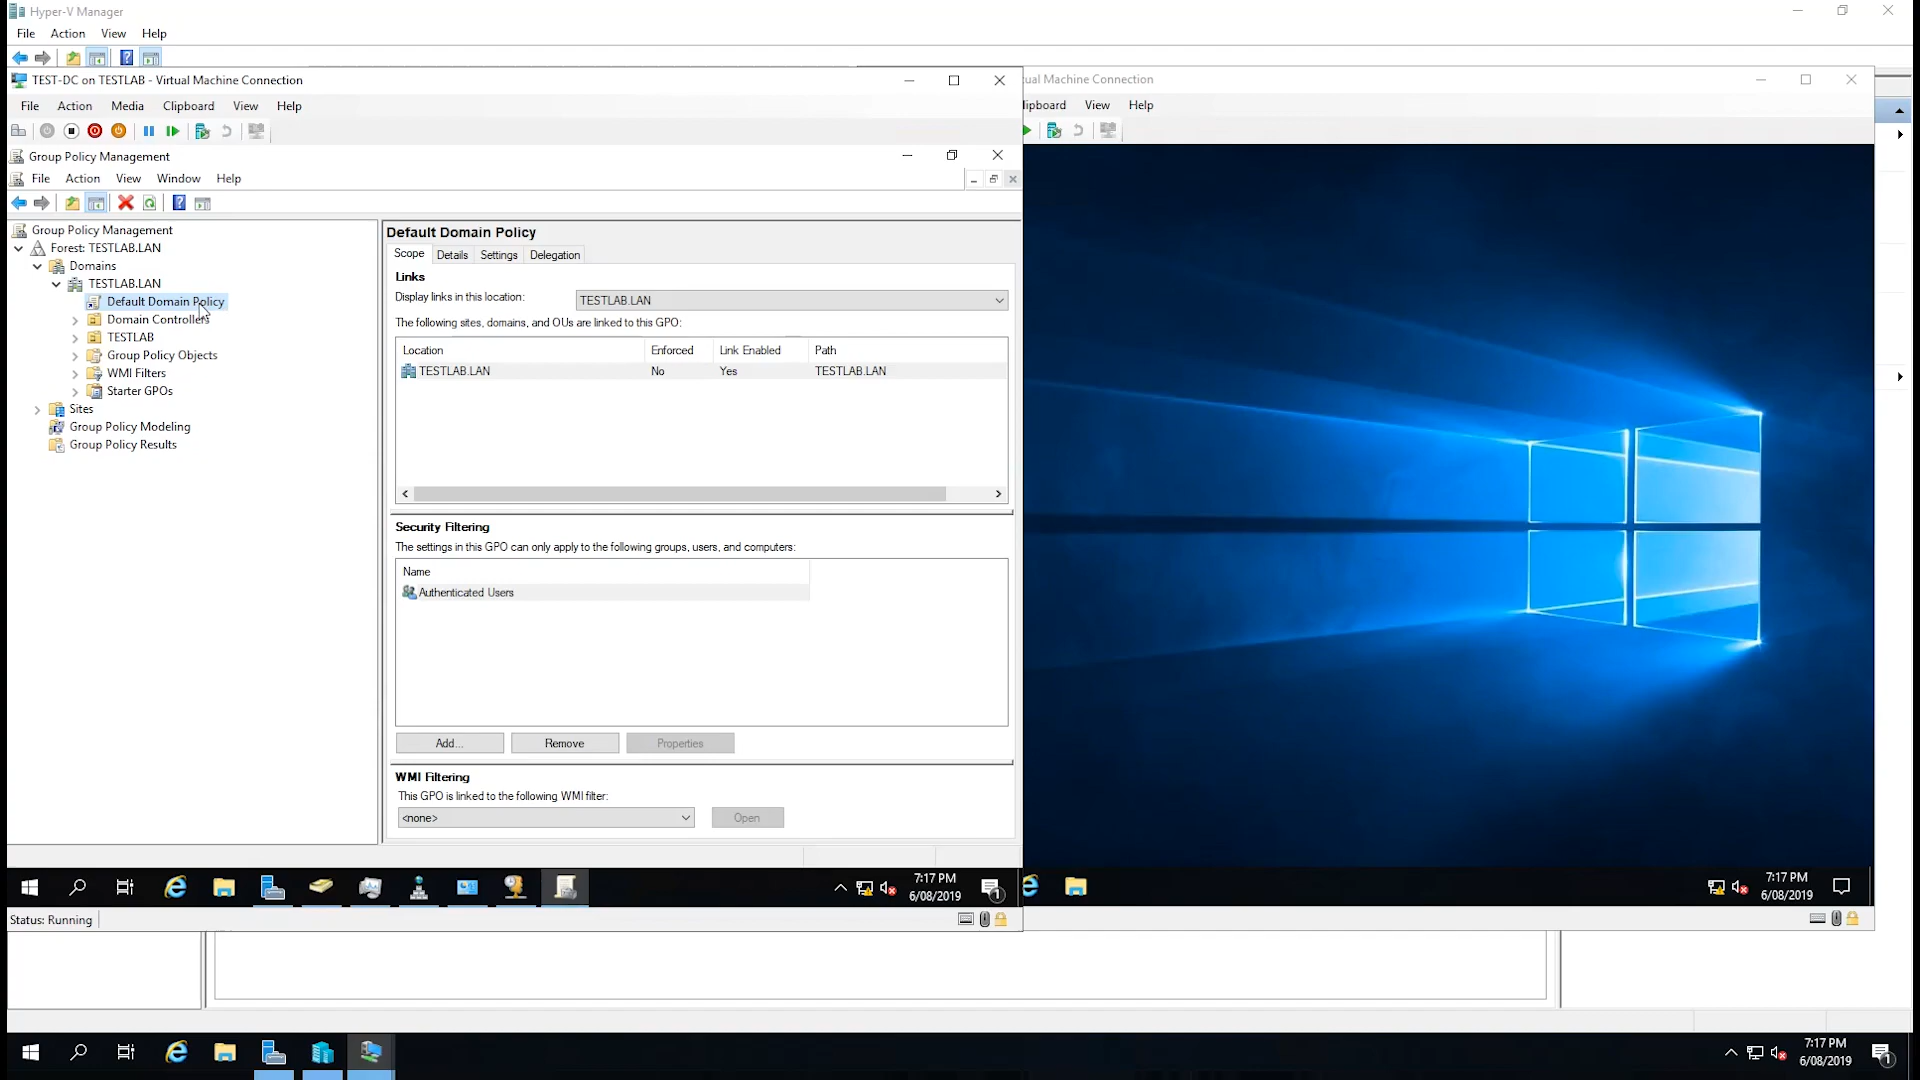 Hyper-V Manager
File Action View Help
TEST-DC on TESTLAB - Virtual Machine Connection
tual Machine Connection
File Action Media Clipboard View Help
lipboard View Help
Group Policy Management
File Action View Window Help
Group Policy Management
Forest: TESTLAB.LAN
Domains
TESTLAB.LAN
Default Domain Policy
Domain Controllers
TESTLAB
Group Policy Objects
WMI Filters
Starter GPOs
Sites
Group Policy Modeling
Group Policy Results
Default Domain Policy
Scope Details Settings Delegation
Links
Display links in this location: TESTLAB.LAN
The following sites, domains, and OUs are linked to this GPO:
Location Enforced Link Enabled Path
TESTLAB.LAN No Yes TESTLAB.LAN
Security Filtering
The settings in this GPO can only apply to the following groups, users, and computers:
Name
Authenticated Users
Add... Remove Properties
WMI Filtering
This GPO is linked to the following WMI filter:
<none> Open
7:17 PM
6/08/2019
1
7:17 PM
6/08/2019
Status: Running
7:17 PM
6/08/2019
1